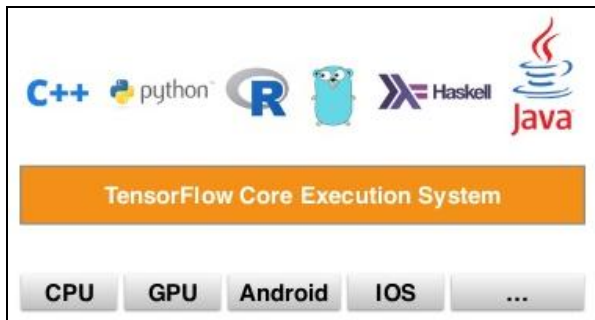 C++ python R Haskell Java
TensorFlow Core Execution System
CPU GPU Android IOS ...